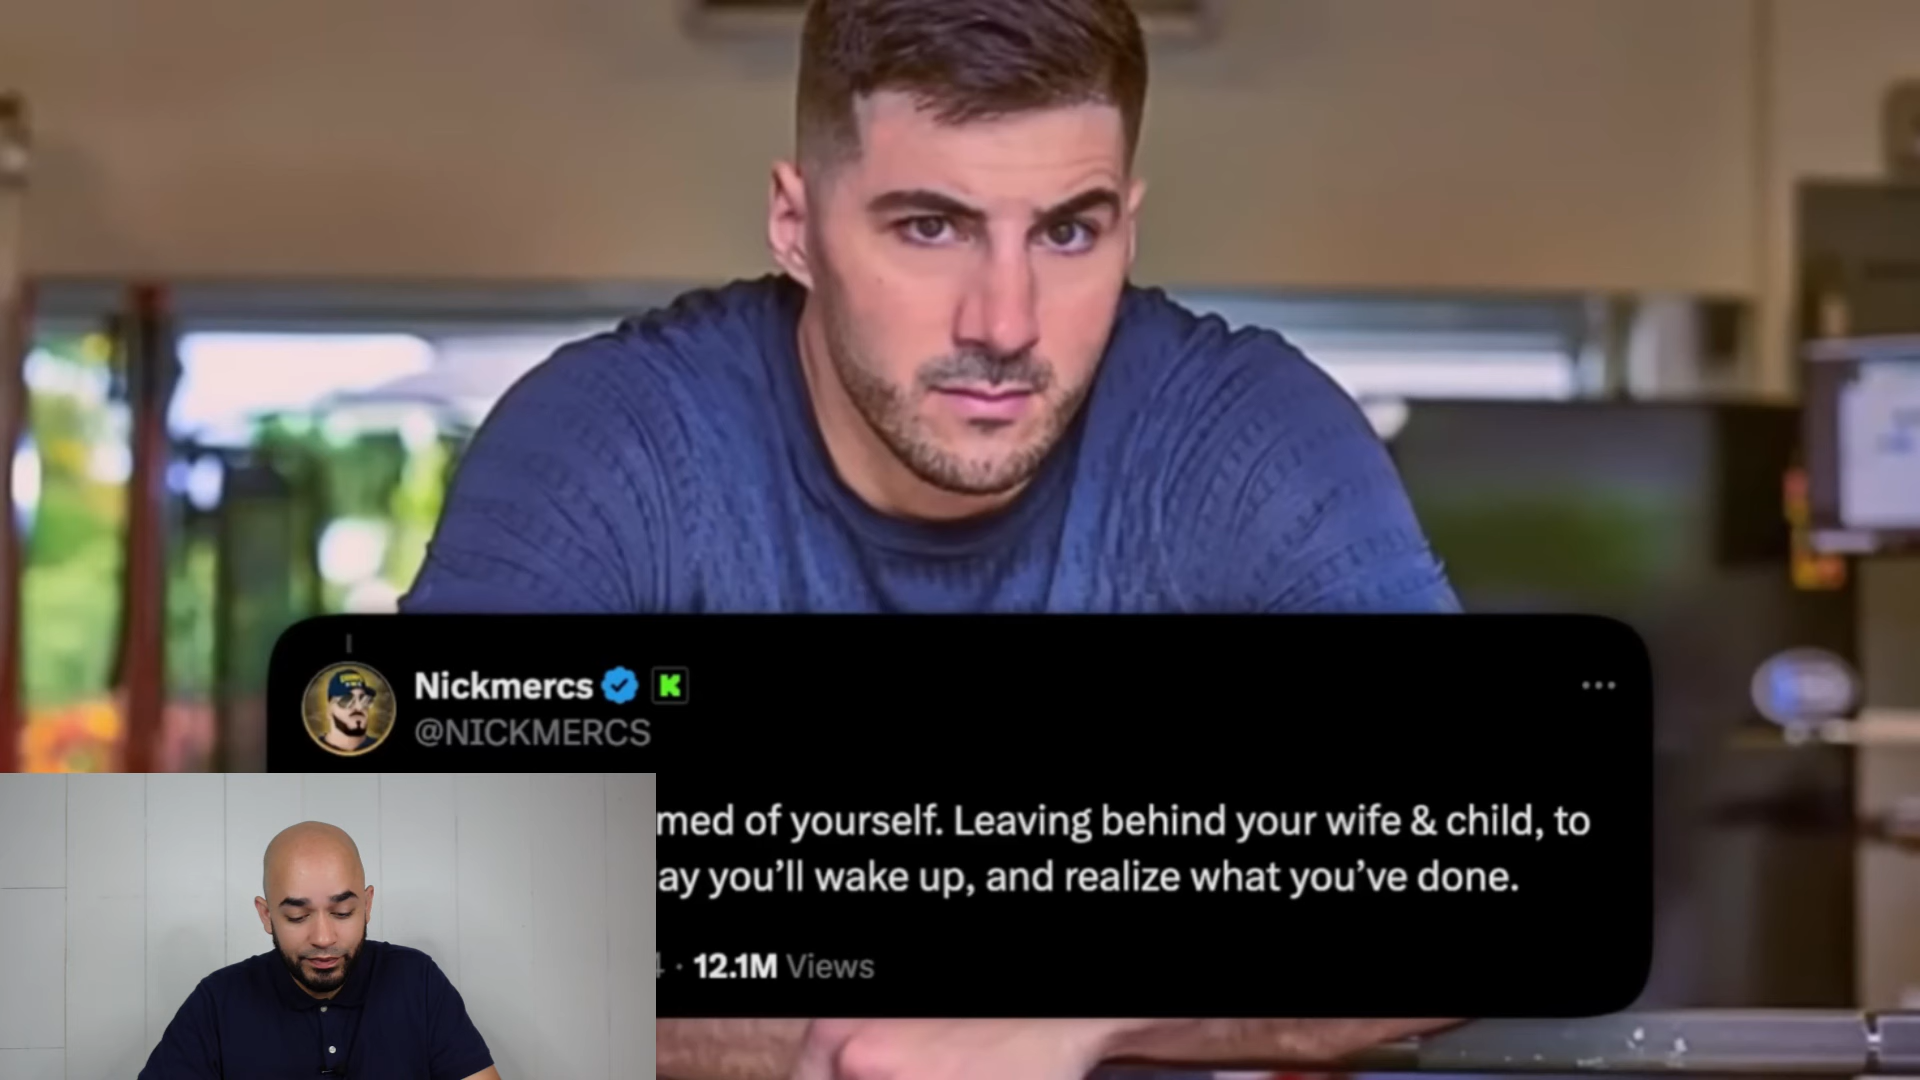 Nickmercs
@NICKMERCS
med of yourself. Leaving behind your wife & child, to
ay you’ll wake up, and realize what you’ve done.
· 12.1M Views